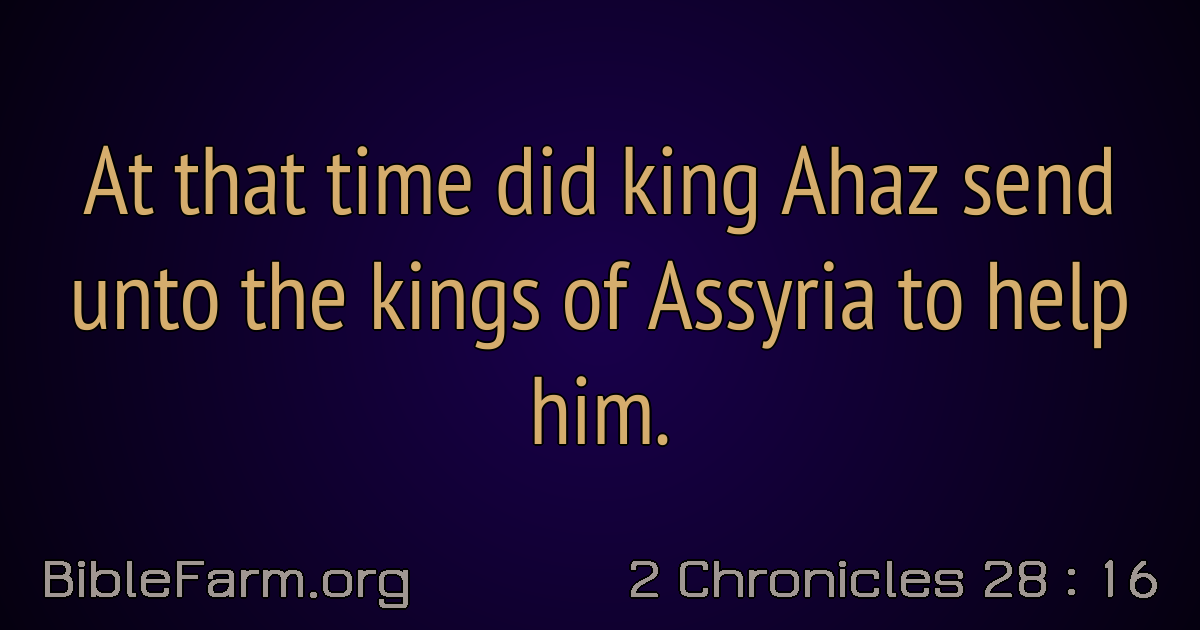 At that time did king Ahaz send
unto the kings of Assyria to help
him.
BibleFarm.org
2 Chronicles 28 : 16